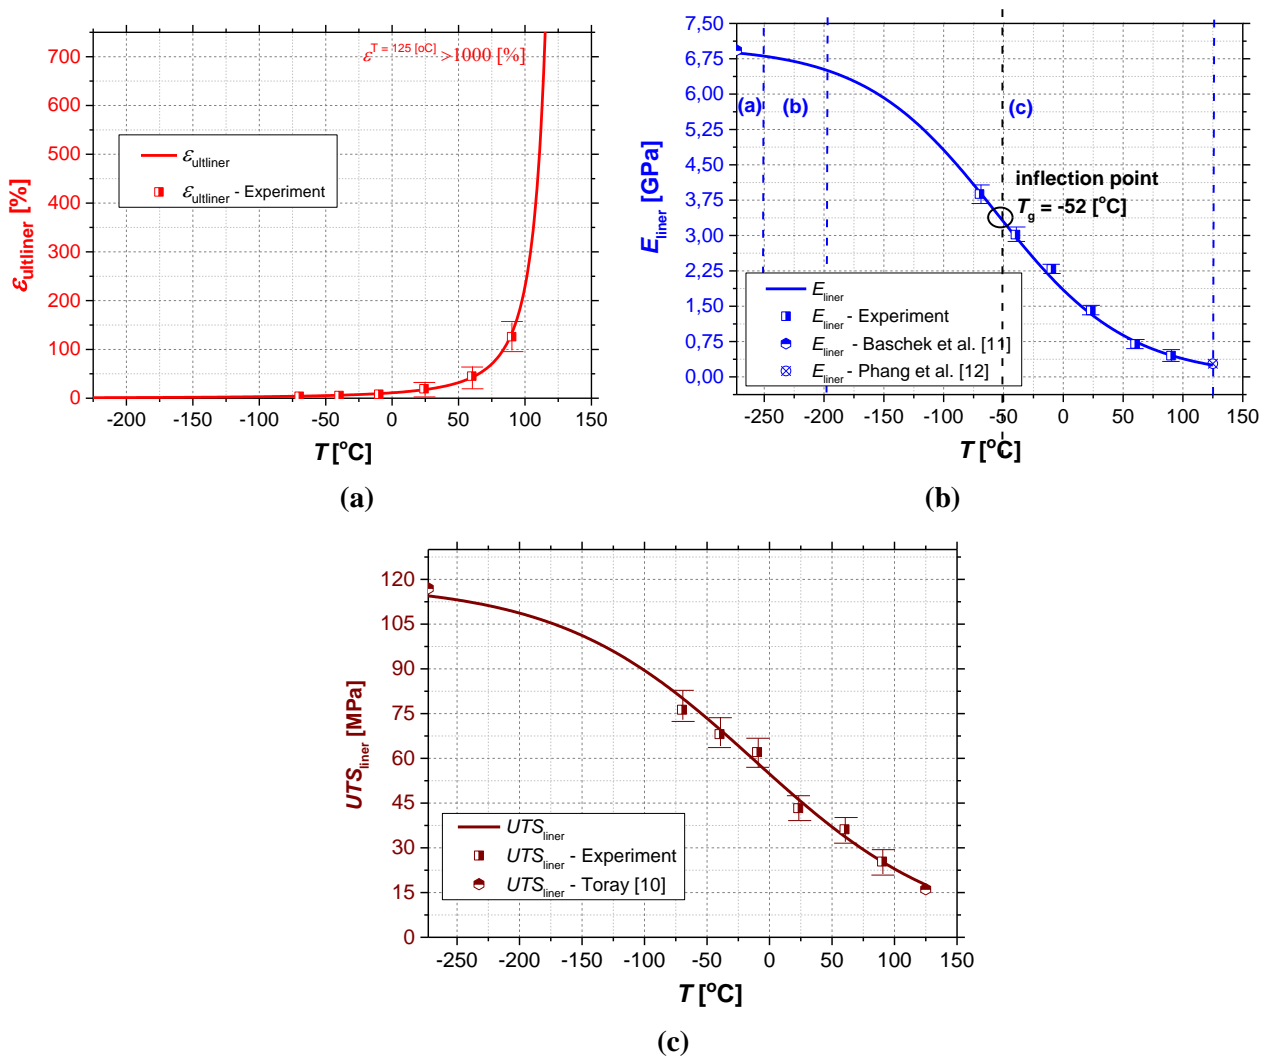 700
600
500
400
300
200
100
0
ε_ultliner [%]
ε^T = 125 [oC] >1000 [%]
ε_ultliner
ε_ultliner - Experiment
-200 -150 -100 -50 0 50 100 150
T [°C]
(a)
7,50
6,75
6,00
5,25
4,50
3,75
3,00
2,25
1,50
0,75
0,00
E_liner [GPa]
(a) (b) (c)
inflection point
T_g = -52 [°C]
E_liner
E_liner - Experiment
E_liner - Baschek et al. [11]
E_liner - Phang et al. [12]
-250 -200 -150 -100 -50 0 50 100 150
T [°C]
(b)
120
105
90
75
60
45
30
15
0
UTS_liner [MPa]
UTS_liner
UTS_liner - Experiment
UTS_liner - Toray [10]
-250 -200 -150 -100 -50 0 50 100 150
T [°C]
(c)